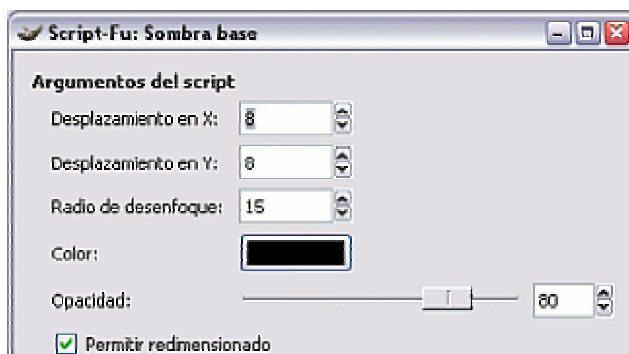 Script-Fu: Sombra base
Argumentos del script
Desplazamiento en X: 8
Desplazamiento en Y: 8
Radio de desenfoque: 15
Color:
Opacidad: 80
Permitir redimensionado